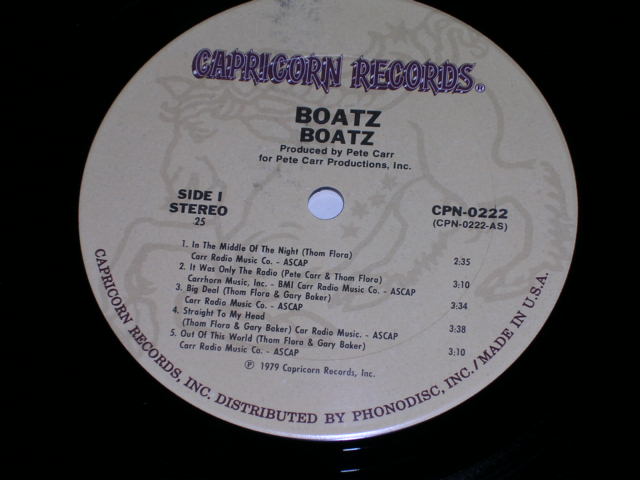 CAPRICORN RECORDS®
BOATZ
BOATZ
Produced by Pete Carr
for Pete Carr Productions, Inc.
SIDE I
STEREO
25
CPN-0222
(CPN-0222-AS)
1. In The Middle Of The Night (Thom Flora)
Carr Radio Music Co. - ASCAP 2:35
2. It Was Only The Radio (Pete Carr & Thom Flora)
Carrhorn Music, Inc. - BMI Carr Radio Music Co. - ASCAP 3:10
3. Big Deal (Thom Flora & Gary Baker)
Carr Radio Music Co. - ASCAP 3:34
4. Straight To My Head
(Thom Flora & Gary Baker) Car Radio Music. - ASCAP 3:38
5. Out Of This World (Thom Flora & Gary Baker)
Carr Radio Music Co. - ASCAP 3:10
℗ 1979 Capricorn Records, Inc.
CAPRICORN RECORDS, INC. DISTRIBUTED BY PHONODISC, INC./MADE IN U.S.A.